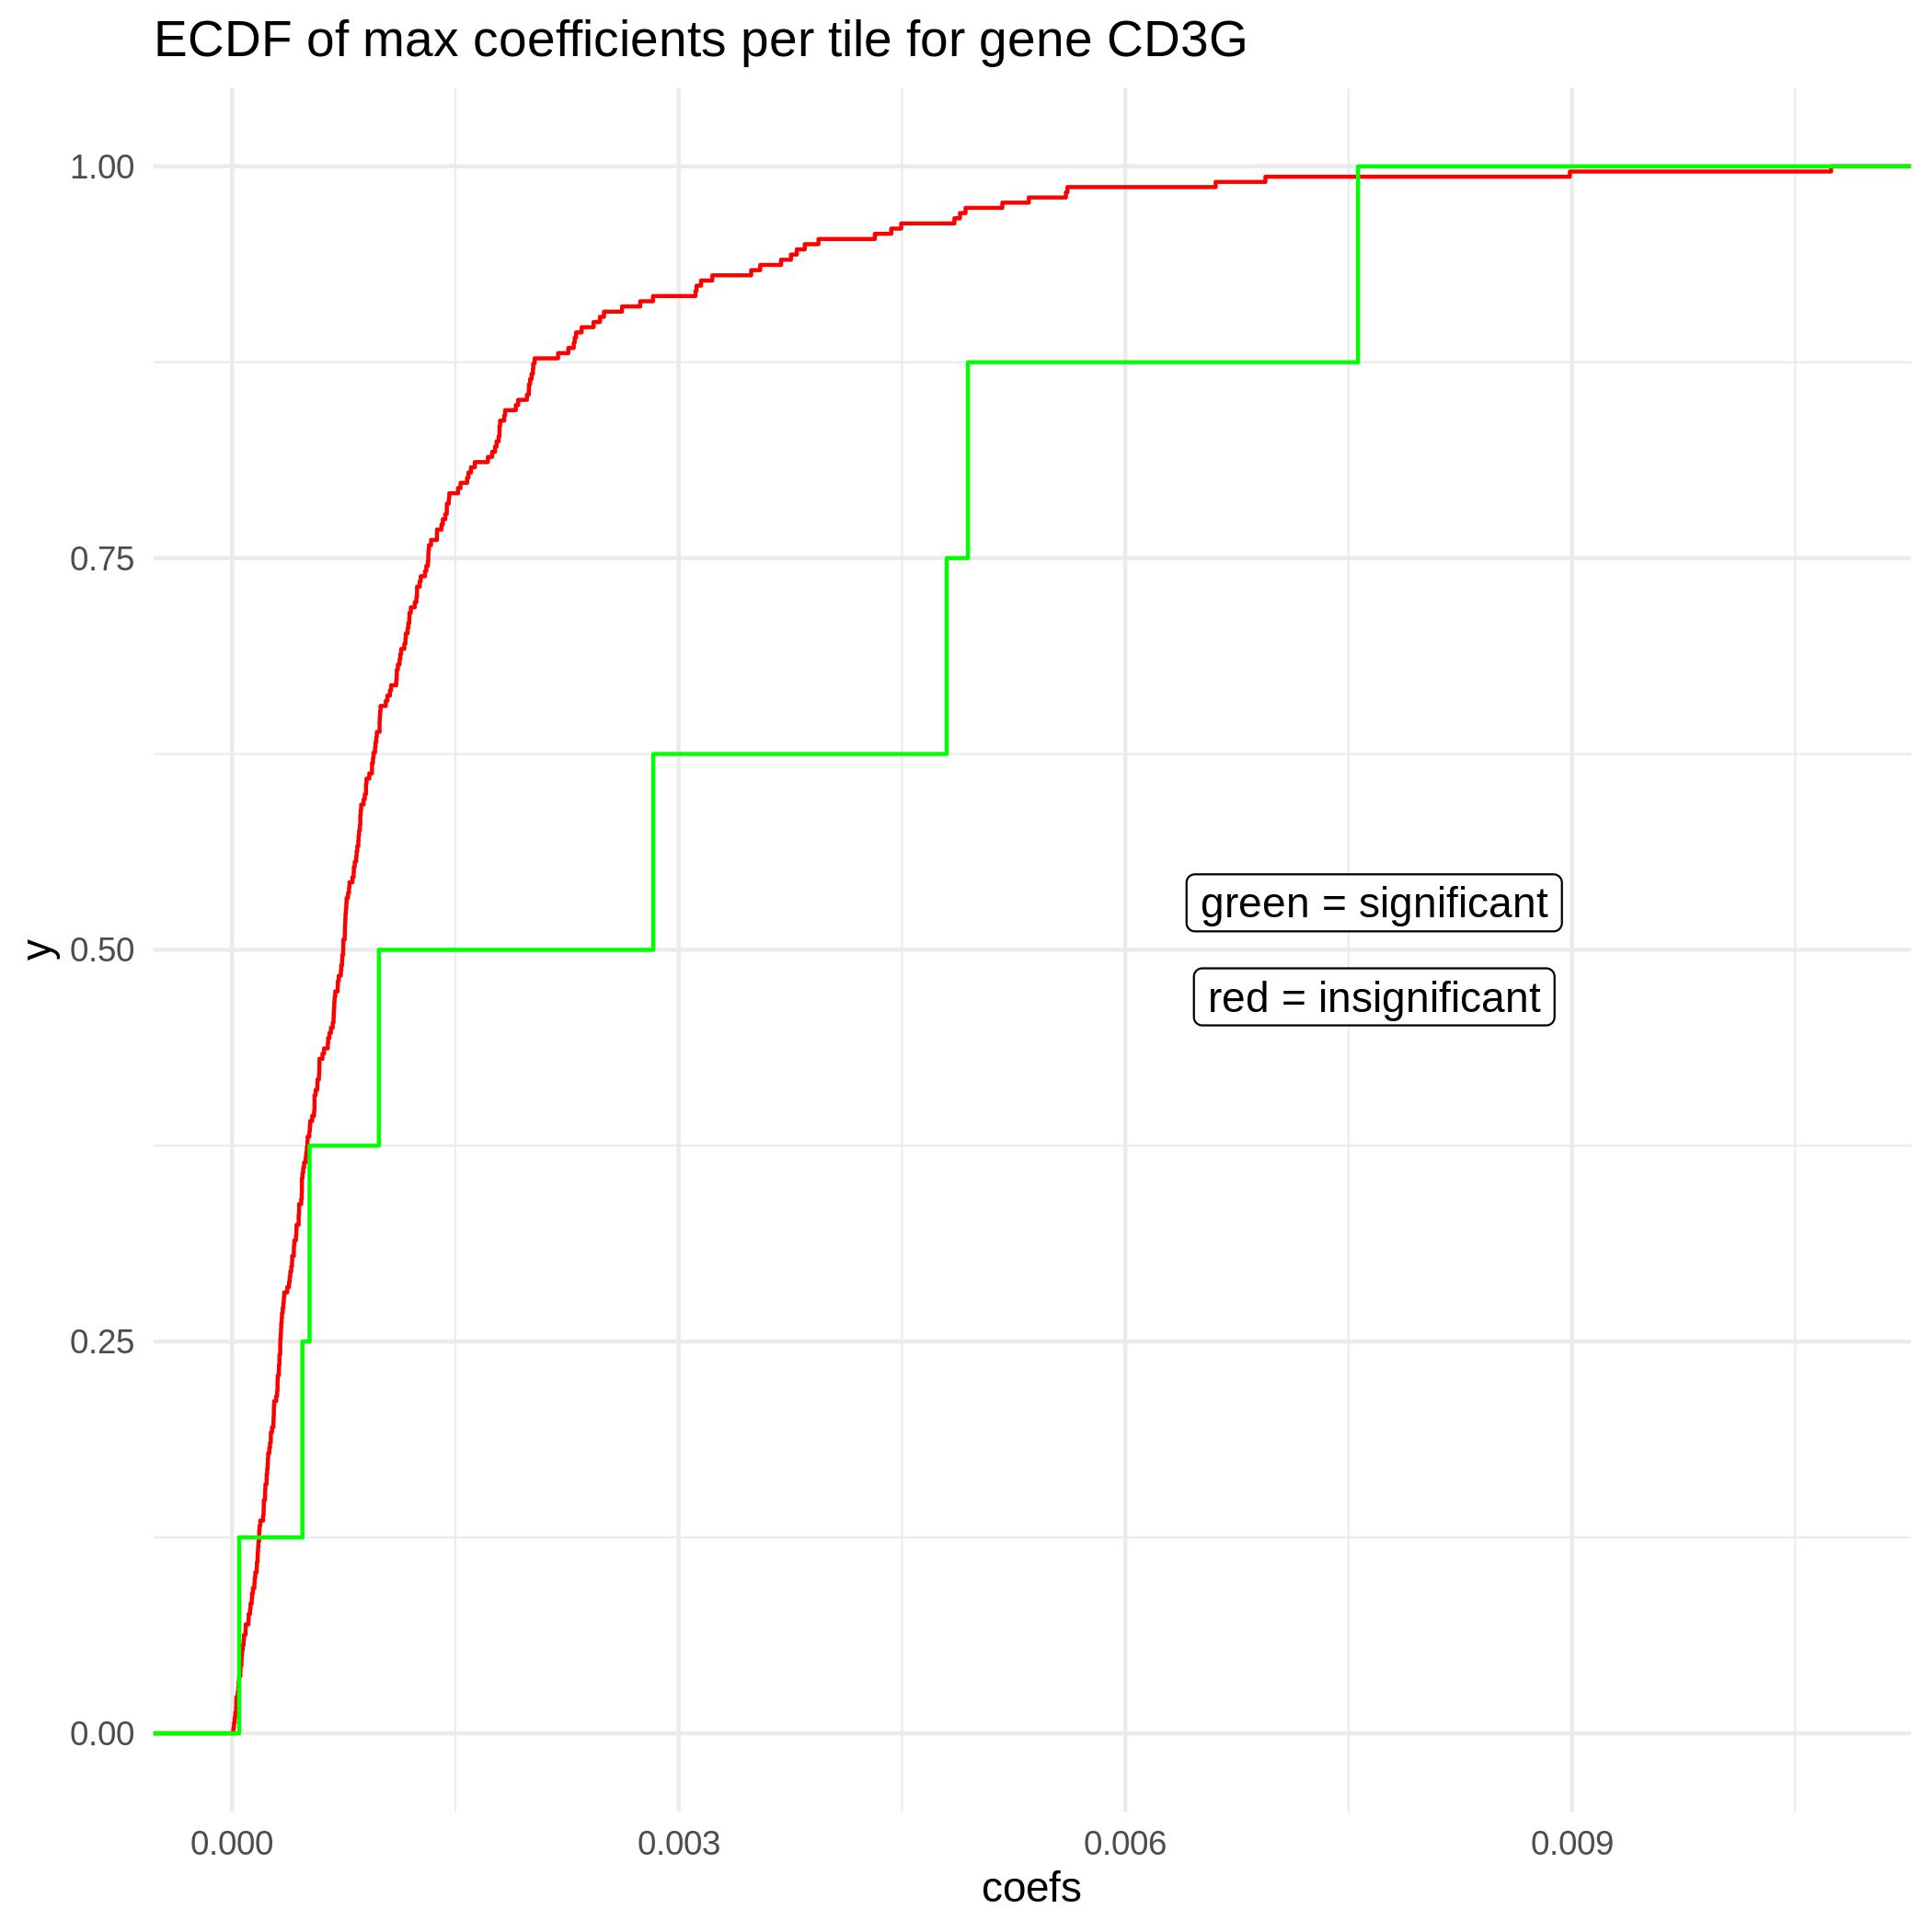 ECDF of max coefficients per tile for gene CD3G
1.00
0.75
green = significant
y
0.50
red = insignificant
0.25
0.00
0.000
0.003
0.006
0.009
coefs